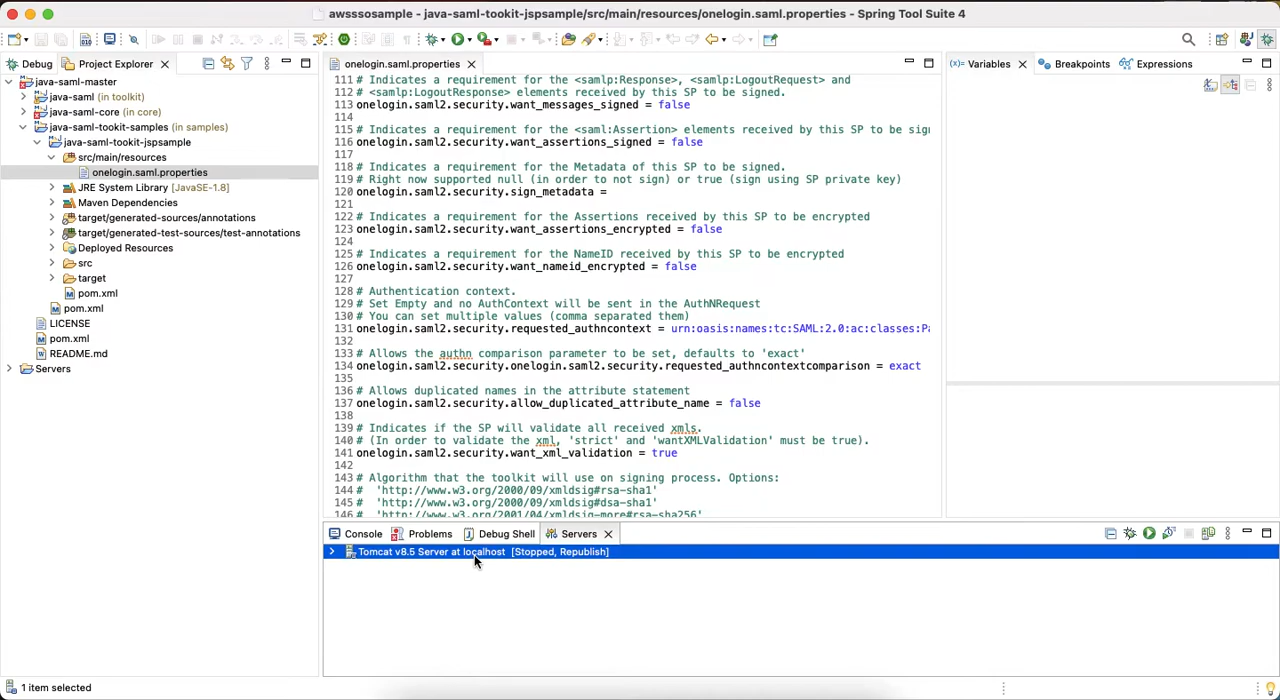 awsssosample - java-saml-tookit-jspsample/src/main/resources/onelogin.saml.properties - Spring Tool Suite 4
Debug
Project Explorer
java-saml-master
java-saml (in toolkit)
java-saml-core (in core)
java-saml-tookit-samples (in samples)
java-saml-tookit-jspsample
src/main/resources
onelogin.saml.properties
JRE System Library [JavaSE-1.8]
Maven Dependencies
target/generated-sources/annotations
target/generated-test-sources/test-annotations
Deployed Resources
src
target
pom.xml
pom.xml
LICENSE
pom.xml
README.md
Servers
onelogin.saml.properties
111 # Indicates a requirement for the <samlp:Response>, <samlp:LogoutRequest> and
112 # <samlp:LogoutResponse> elements received by this SP to be signed.
113 onelogin.saml2.security.want_messages_signed = false
114
115 # Indicates a requirement for the <saml:Assertion> elements received by this SP to be sig
116 onelogin.saml2.security.want_assertions_signed = false
117
118 # Indicates a requirement for the Metadata of this SP to be signed.
119 # Right now supported null (in order to not sign) or true (sign using SP private key)
120 onelogin.saml2.security.sign_metadata =
121
122 # Indicates a requirement for the Assertions received by this SP to be encrypted
123 onelogin.saml2.security.want_assertions_encrypted = false
124
125 # Indicates a requirement for the NameID received by this SP to be encrypted
126 onelogin.saml2.security.want_nameid_encrypted = false
127
128 # Authentication context.
129 # Set Empty and no AuthContext will be sent in the AuthNRequest
130 # You can set multiple values (comma separated them)
131 onelogin.saml2.security.requested_authncontext = urn:oasis:names:tc:SAML:2.0:ac:classes:Pa
132
133 # Allows the authn comparison parameter to be set, defaults to 'exact'
134 onelogin.saml2.security.onelogin.saml2.security.requested_authncontextcomparison = exact
135
136 # Allows duplicated names in the attribute statement
137 onelogin.saml2.security.allow_duplicated_attribute_name = false
138
139 # Indicates if the SP will validate all received xmls.
140 # (In order to validate the xml, 'strict' and 'wantXMLValidation' must be true).
141 onelogin.saml2.security.want_xml_validation = true
142
143 # Algorithm that the toolkit will use on signing process. Options:
144 # 'http://www.w3.org/2000/09/xmldsig#rsa-sha1'
145 # 'http://www.w3.org/2000/09/xmldsig#dsa-sha1'
146 # 'http://www.w3.org/2001/04/xmldsig-more#rsa-sha256'
Variables
Breakpoints
Expressions
Console
Problems
Debug Shell
Servers
Tomcat v8.5 Server at localhost [Stopped, Republish]
1 item selected